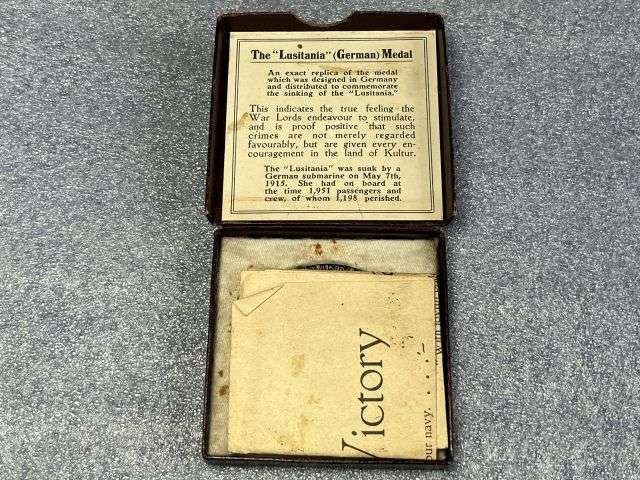 The "Lusitania" (German) Medal
An exact replica of the medal
which was designed in Germany
and distributed to commemorate
the sinking of the "Lusitania."
This indicates the true feeling the
War Lords endeavour to stimulate,
and is proof positive that such
crimes are not merely regarded
favourably, but are given every en-
couragement in the land of Kultur.
The "Lusitania" was sunk by a
German submarine on May 7th,
1915. She had on board at
the time 1,951 passengers and
crew, of whom 1,198 perished.
Victory
our navy. . . .